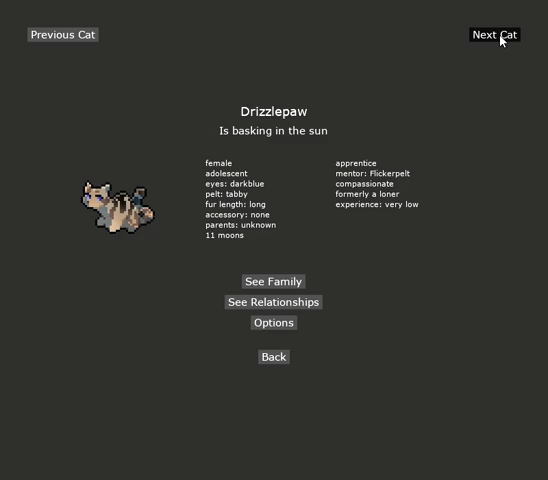 Previous Cat
Next Cat
Drizzlepaw
Is basking in the sun
female
adolescent
eyes: darkblue
pelt: tabby
fur length: long
accessory: none
parents: unknown
11 moons
apprentice
mentor: Flickerpelt
compassionate
formerly a loner
experience: very low
See Family
See Relationships
Options
Back